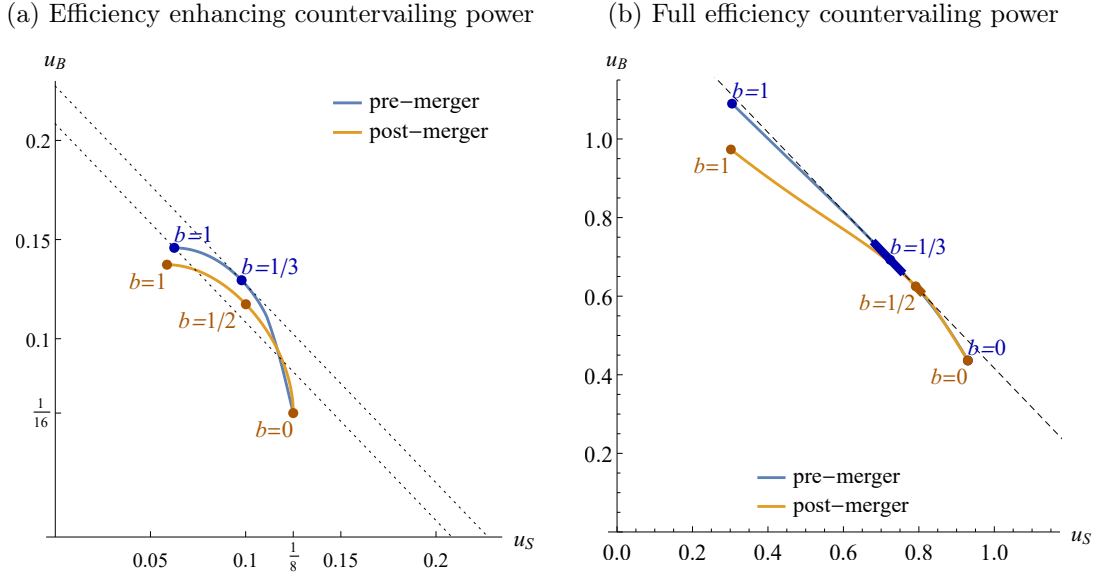 (a) Efficiency enhancing countervailing power
u_B
0.2
0.15
0.1
1/16
0.05
0.1
1/8
0.15
0.2
u_S
pre−merger
post−merger
b=1
b=1/3
b=1
b=1/2
b=0
(b) Full efficiency countervailing power
u_B
1.0
0.8
0.6
0.4
0.2
0.0
0.2
0.4
0.6
0.8
1.0
u_S
b=1
b=1
b=1/3
b=1/2
b=0
b=0
pre−merger
post−merger